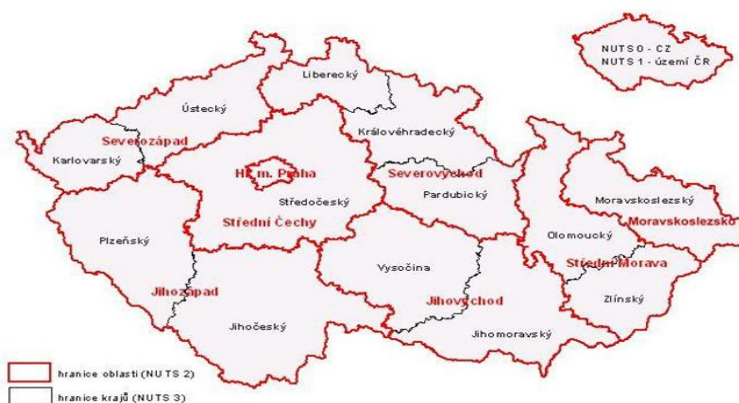 NUTS 0 - CZ
NUTS 1 - území ČR
Liberecký
Ústecký
Královéhradecký
Severozápad
Karlovarský
Hl. m. Praha
Severovýchod
Středočeský
Pardubický
Moravskoslezský
Střední Čechy
Moravskoslezsko
Plzeňský
Olomoucký
Vysočina
Střední Morava
Jihozápad
Jihovýchod
Zlínský
Jihočeský
Jihomoravský
hranice oblastí (NUTS 2)
hranice krajů (NUTS 3)